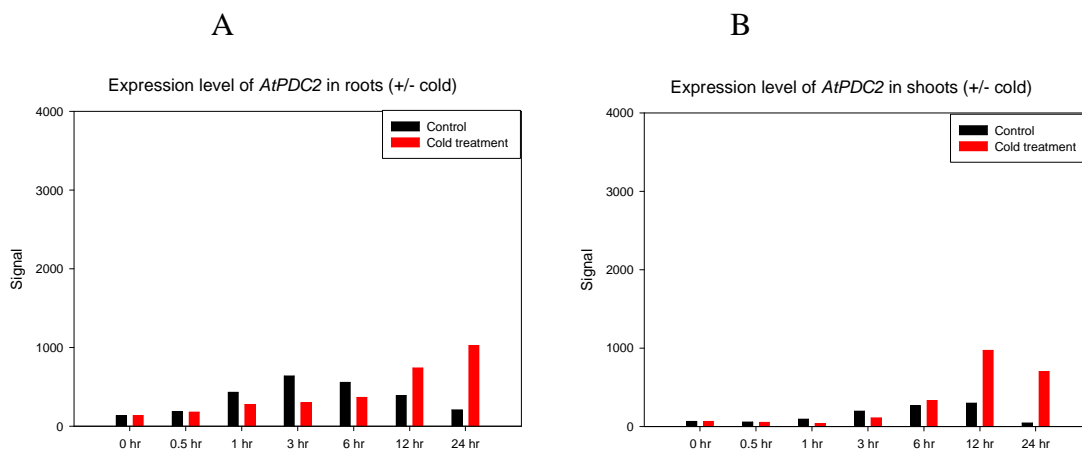 A
Expression level of AtPDC2 in roots (+/- cold)
4000
3000
2000
1000
0
Signal
Control
Cold treatment
0 hr 0.5 hr 1 hr 3 hr 6 hr 12 hr 24 hr
B
Expression level of AtPDC2 in shoots (+/- cold)
4000
3000
2000
1000
0
Signal
Control
Cold treatment
0 hr 0.5 hr 1 hr 3 hr 6 hr 12 hr 24 hr